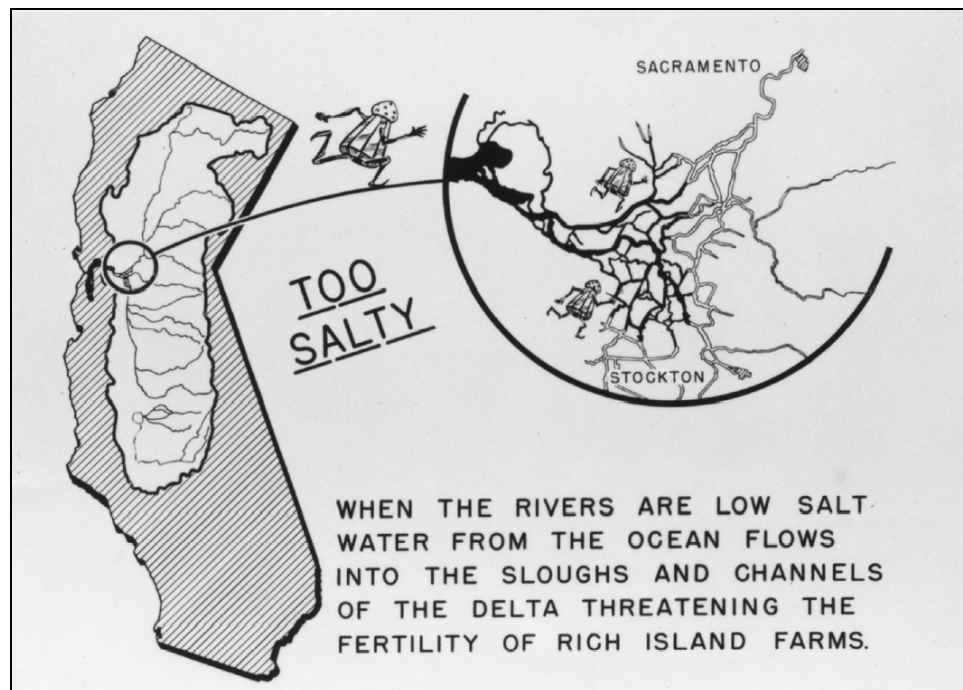 SACRAMENTO
TOO
SALTY
STOCKTON
WHEN THE RIVERS ARE LOW SALT
WATER FROM THE OCEAN FLOWS
INTO THE SLOUGHS AND CHANNELS
OF THE DELTA THREATENING THE
FERTILITY OF RICH ISLAND FARMS.